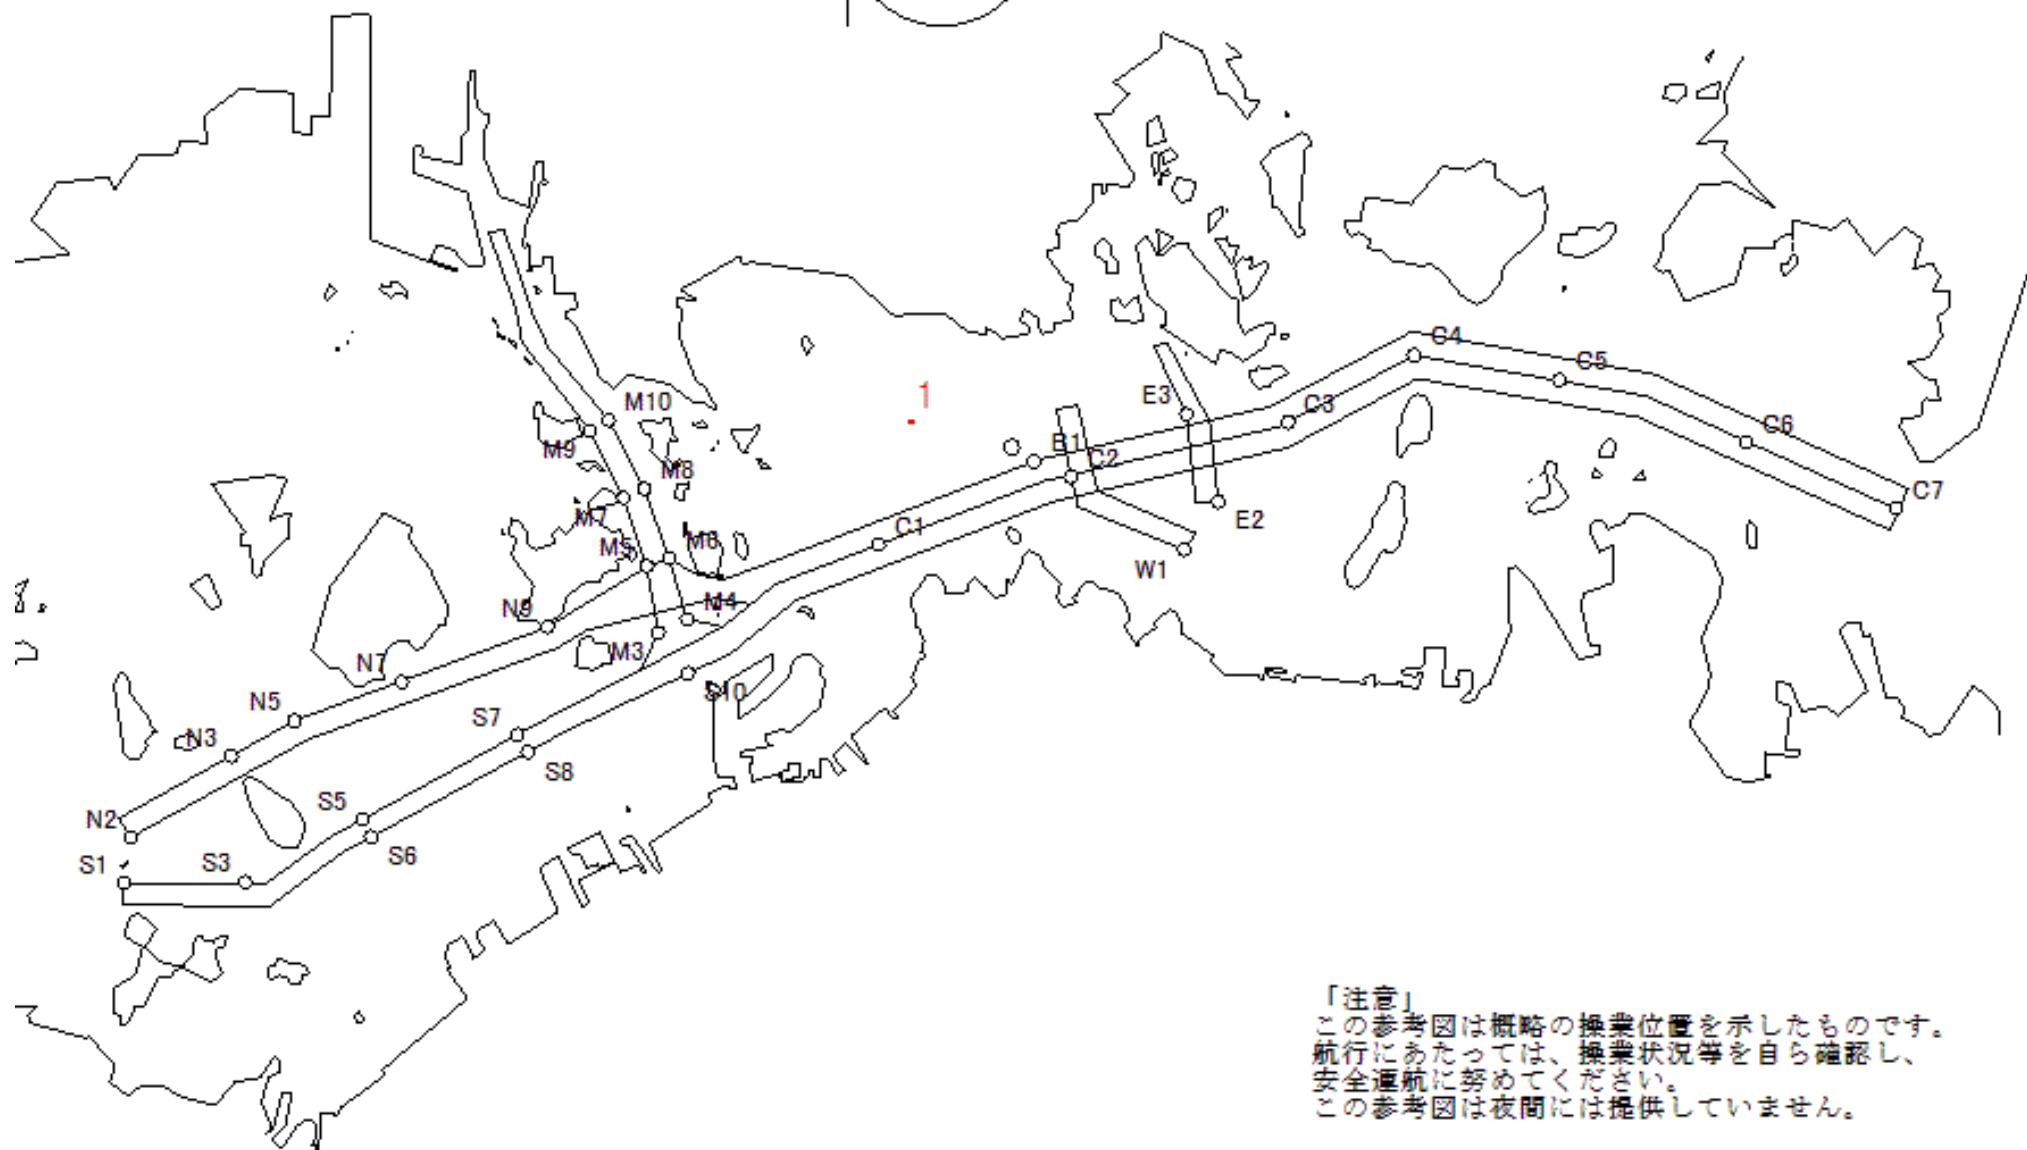 C4
C5
1
E3
M10
C3
C6
B1
M9
C2
M8
C7
M7
E2
C1
M5
M6
W1
N9
M4
M3
N7
S10
N5
S7
N3
S8
S5
N2
S6
S1
S3
「注意」
この参考図は概略の操業位置を示したものです。
航行にあたっては、操業状況等を自ら確認し、
安全運航に努めてください。
この参考図は夜間には提供していません。